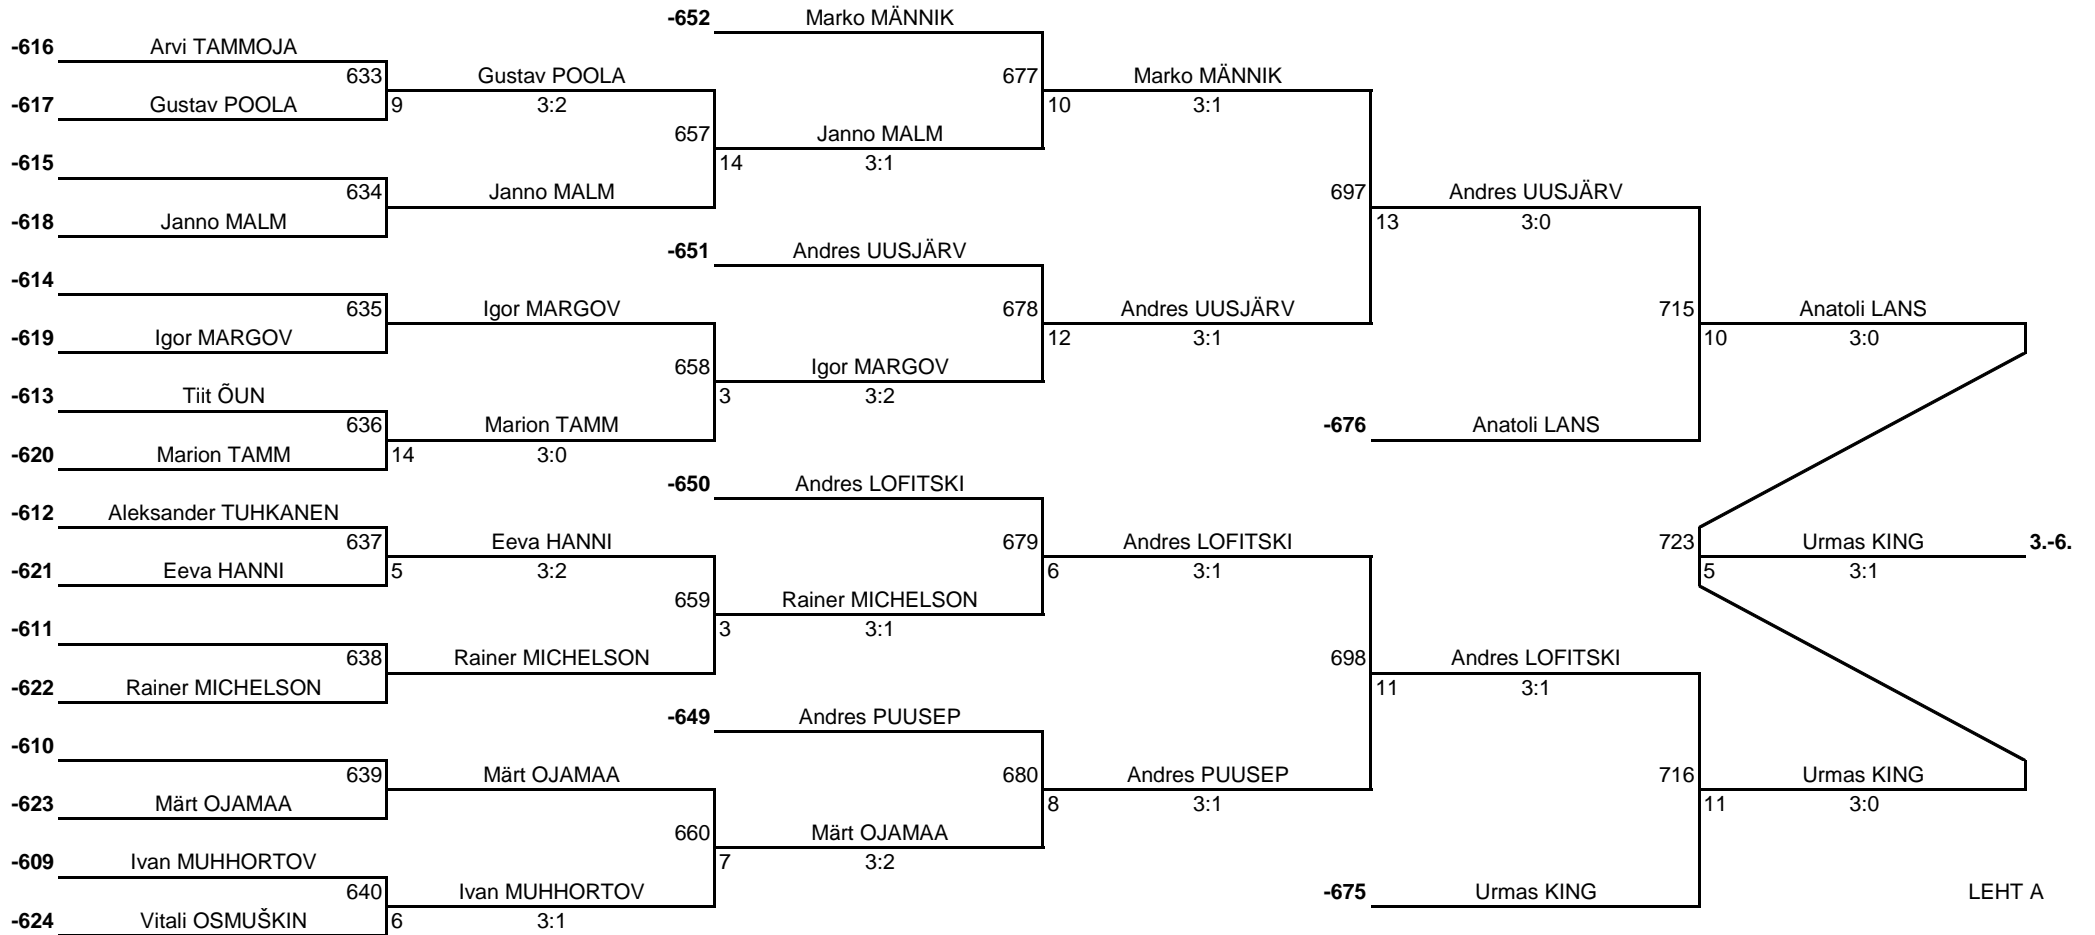 -652 Marko MÄNNIK
-616 Arvi TAMMOJA
633 Gustav POOLA 677 Marko MÄNNIK
-617 Gustav POOLA 9 3:2 10 3:1
657 Janno MALM
-615 14 3:1
634 Janno MALM 697 Andres UUSJÄRV
-618 Janno MALM 13 3:0
-651 Andres UUSJÄRV
-614
635 Igor MARGOV 678 Andres UUSJÄRV 715 Anatoli LANS
-619 Igor MARGOV 12 3:1 10 3:0
658 Igor MARGOV
-613 Tiit ÕUN 3 3:2
636 Marion TAMM -676 Anatoli LANS
-620 Marion TAMM 14 3:0
-650 Andres LOFITSKI
-612 Aleksander TUHKANEN
637 Eeva HANNI 679 Andres LOFITSKI 723 Urmas KING 3.-6.
-621 Eeva HANNI 5 3:2 6 3:1 5 3:1
659 Rainer MICHELSON
-611 3 3:1
638 Rainer MICHELSON 698 Andres LOFITSKI
-622 Rainer MICHELSON 11 3:1
-649 Andres PUUSEP
-610
639 Märt OJAMAA 680 Andres PUUSEP 716 Urmas KING
-623 Märt OJAMAA 8 3:1 11 3:0
660 Märt OJAMAA
-609 Ivan MUHHORTOV 7 3:2
640 Ivan MUHHORTOV -675 Urmas KING LEHT A
-624 Vitali OSMUŠKIN 6 3:1